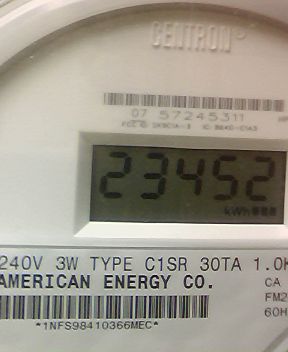 CENTRON®
07 57245311
23452
kWh
240V 3W TYPE C1SR 30TA 1.0K
AMERICAN ENERGY CO.
CA
FM2
60H
*1NFS98410366MEC*